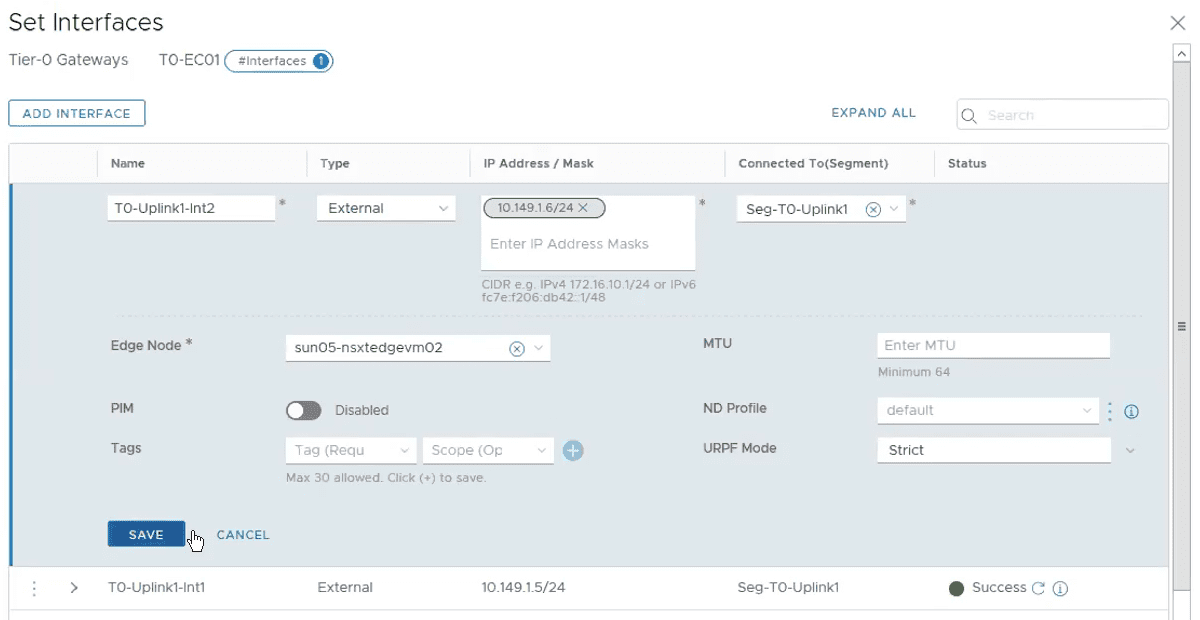 Set Interfaces
Tier-0 Gateways T0-EC01 #Interfaces 1
ADD INTERFACE EXPAND ALL Search
Name Type IP Address / Mask Connected To(Segment) Status
T0-Uplink1-Int2 * External 10.149.1.6/24 * Seg-T0-Uplink1 *
Enter IP Address Masks
CIDR e.g. IPv4 172.16.10.1/24 or IPv6
fc7e:f206:db42::1/48
Edge Node * sun05-nsxtedgevm02 MTU Enter MTU
Minimum 64
PIM Disabled ND Profile default
Tags Tag (Requ Scope (Op URPF Mode Strict
Max 30 allowed. Click (+) to save.
SAVE CANCEL
T0-Uplink1-Int1 External 10.149.1.5/24 Seg-T0-Uplink1 Success